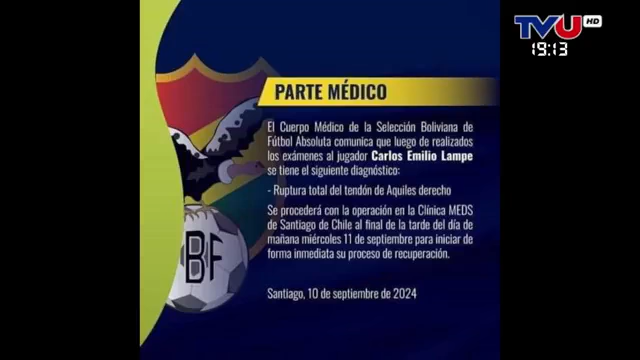 TVU HD
19:13
PARTE MÉDICO
El Cuerpo Médico de la Selección Boliviana de
Fútbol Absoluta comunica que luego de realizados
los exámenes al jugador Carlos Emilio Lampe
se tiene el siguiente diagnóstico:
- Ruptura total del tendón de Aquiles derecho
Se procederá con la operación en la Clínica MEDS
de Santiago de Chile al final de la tarde del día de
mañana miércoles 11 de septiembre para iniciar de
forma inmediata su proceso de recuperación.
Santiago, 10 de septiembre de 2024
BF